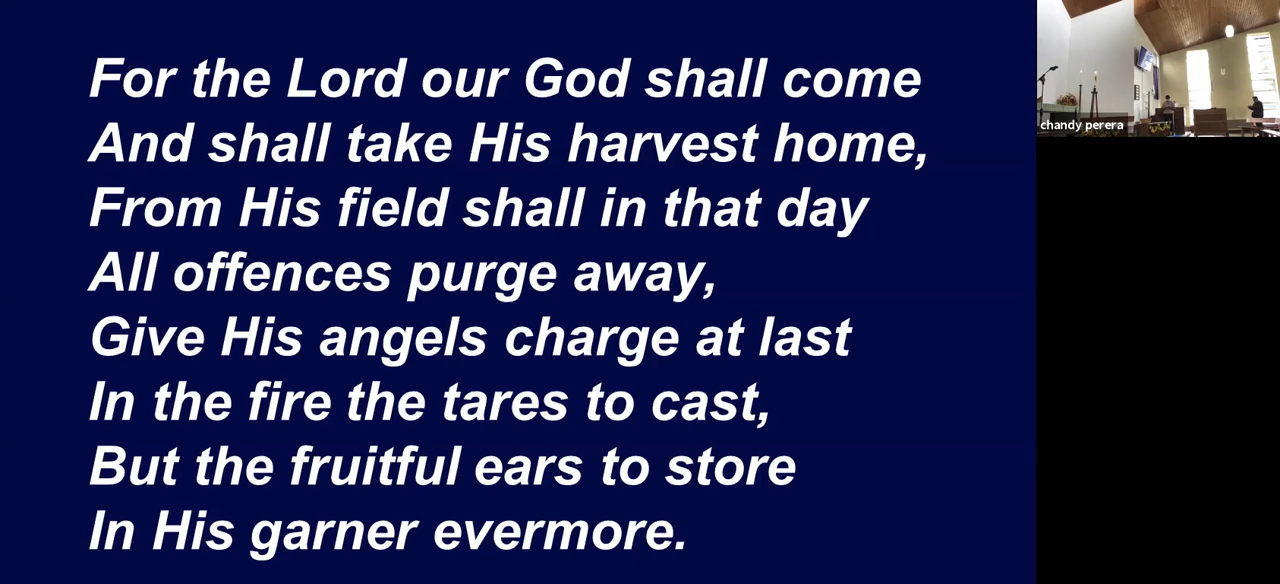 For the Lord our God shall come
And shall take His harvest home,
From His field shall in that day
All offences purge away,
Give His angels charge at last
In the fire the tares to cast,
But the fruitful ears to store
In His garner evermore.
chandy perera